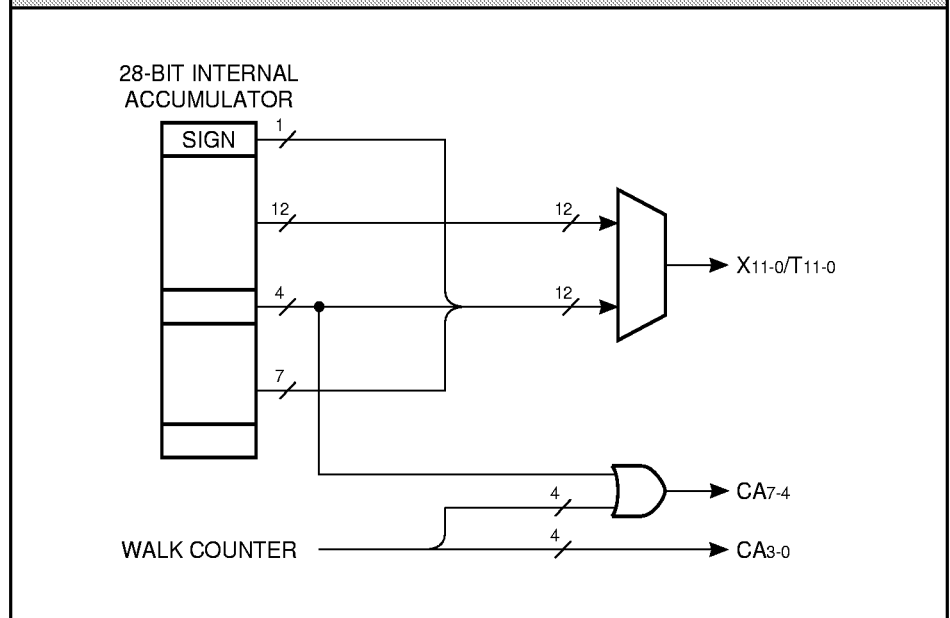 28-BIT INTERNAL
ACCUMULATOR
SIGN
1
12
12
X11-0/T11-0
4
12
7
4
CA7-4
WALK COUNTER
4
CA3-0